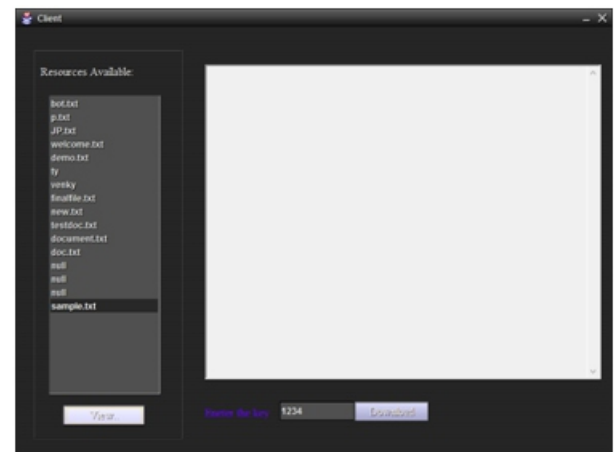 Client
Resources Available:
bot.txt
p.txt
JP.txt
welcome.txt
demo.txt
ty
venky
finalfile.txt
new.txt
testdoc.txt
document.txt
doc.txt
null
null
null
sample.txt
View..
Enter the key 1234 Download